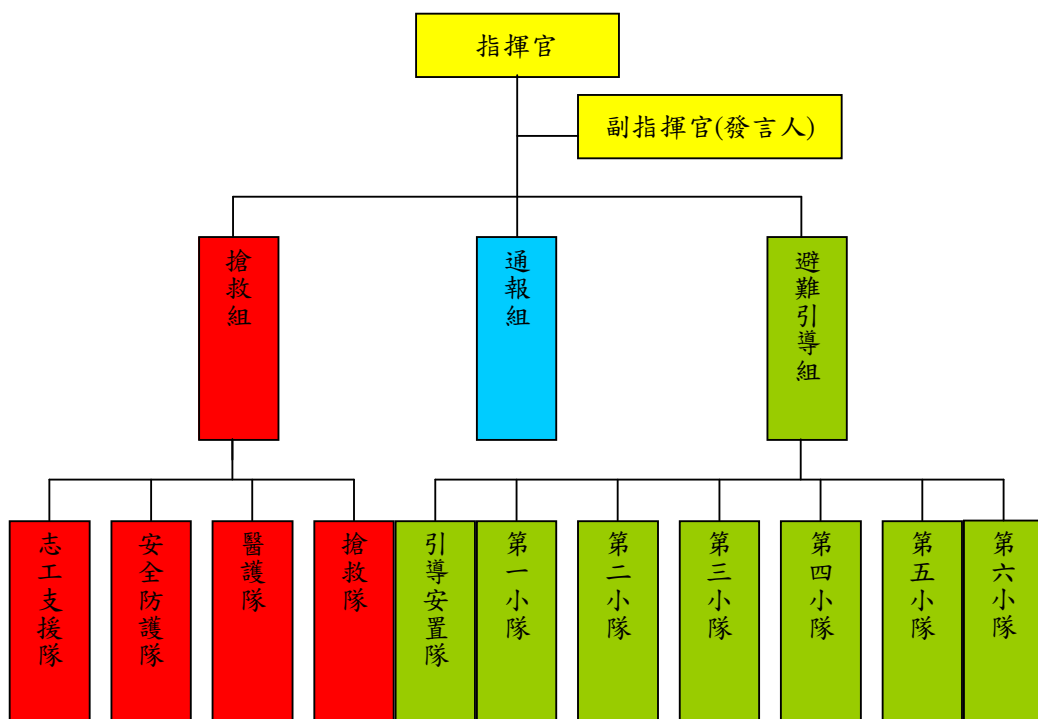 指揮官
副指揮官(發言人)
搶救組
通報組
避難引導組
志工支援隊
安全防護隊
醫護隊
搶救隊
引導安置隊
第一小隊
第二小隊
第三小隊
第四小隊
第五小隊
第六小隊